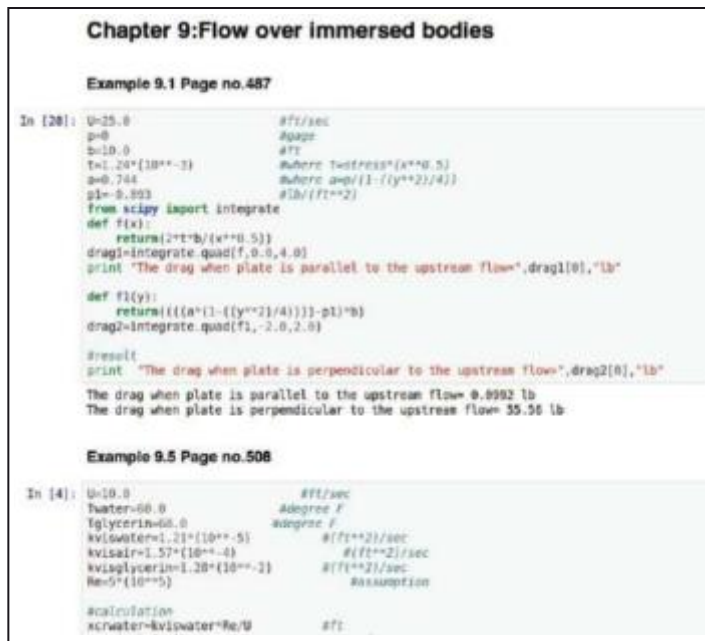 Chapter 9:Flow over immersed bodies
Example 9.1 Page no.487
In [20]: U=25.0 #ft/sec
p=0 #gage
b=10.0 #ft
t=1.24*(10**-3) #where T=stress*(x**0.5)
a=0.744 #where a=p/(1-((y**2)/4))
p1=-0.893 #lb/(ft**2)
from scipy import integrate
def f(x):
return(2*t*b/(x**0.5))
drag1=integrate.quad(f,0.0,4.0)
print "The drag when plate is parallel to the upstream flow=",drag1[0],"lb"
def f1(y):
return((((a*(1-((y**2)/4))))-p1)*b)
drag2=integrate.quad(f1,-2.0,2.0)
#result
print "The drag when plate is perpendicular to the upstream flow=",drag2[0],"lb"
The drag when plate is parallel to the upstream flow= 0.0992 lb
The drag when plate is perpendicular to the upstream flow= 55.56 lb
Example 9.5 Page no.508
In [4]: U=10.0 #ft/sec
Twater=60.0 #degree F
Tglycerin=60.0 #degree F
kviswater=1.21*(10**-5) #(ft**2)/sec
kvisair=1.57*(10**-4) #(ft**2)/sec
kvisglycerin=1.28*(10**-2) #(ft**2)/sec
Re=5*(10**5) #assumption
#calculation
xcrwater=kviswater*Re/U #ft